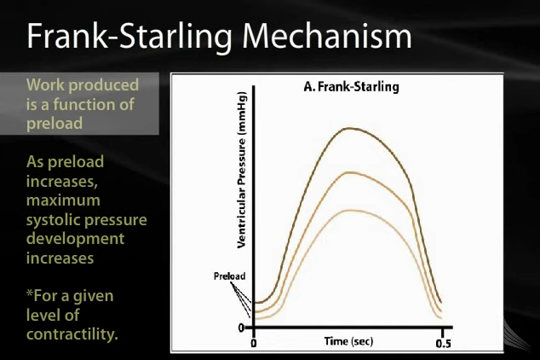 Frank-Starling Mechanism
Work produced
is a function of
preload
As preload
increases,
maximum
systolic pressure
development
increases
*For a given
level of
contractility.
A. Frank-Starling
Ventricular Pressure (mmHg)
Preload
0
0
Time (sec)
0.5